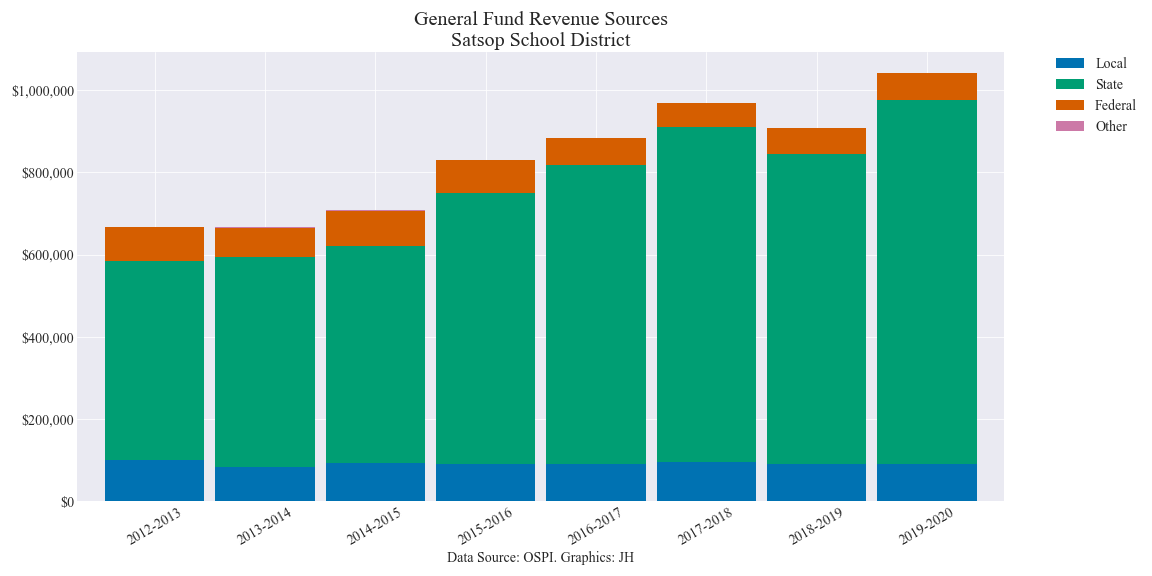 General Fund Revenue Sources
Satsop School District
Local
State
Federal
Other
$1,000,000
$800,000
$600,000
$400,000
$200,000
$0
2012-2013
2013-2014
2014-2015
2015-2016
2016-2017
2017-2018
2018-2019
2019-2020
Data Source: OSPI. Graphics: JH